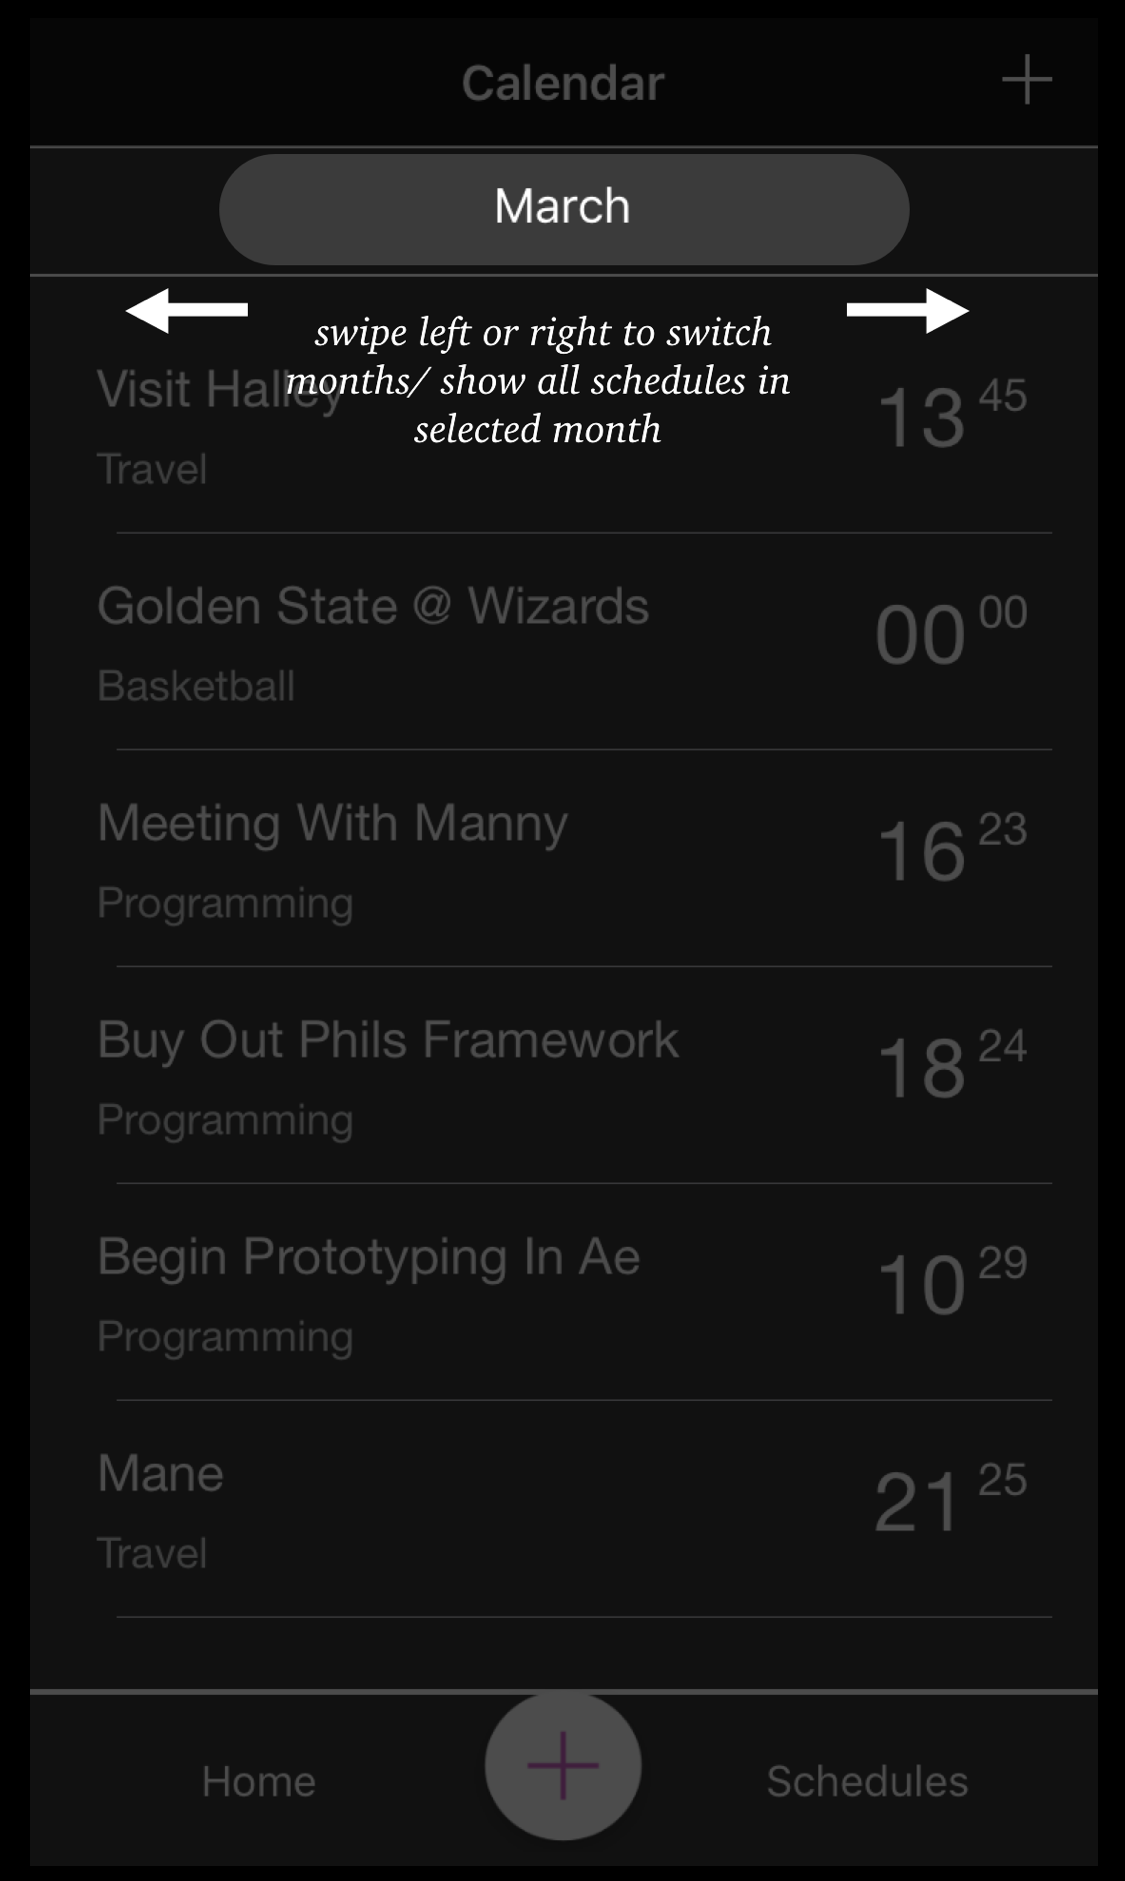 Calendar
March
swipe left or right to switch
months/ show all schedules in
selected month
Visit Halley
Travel
13 45
Golden State @ Wizards
Basketball
00 00
Meeting With Manny
Programming
16 23
Buy Out Phils Framework
Programming
18 24
Begin Prototyping In Ae
Programming
10 29
Mane
Travel
21 25
Home
Schedules